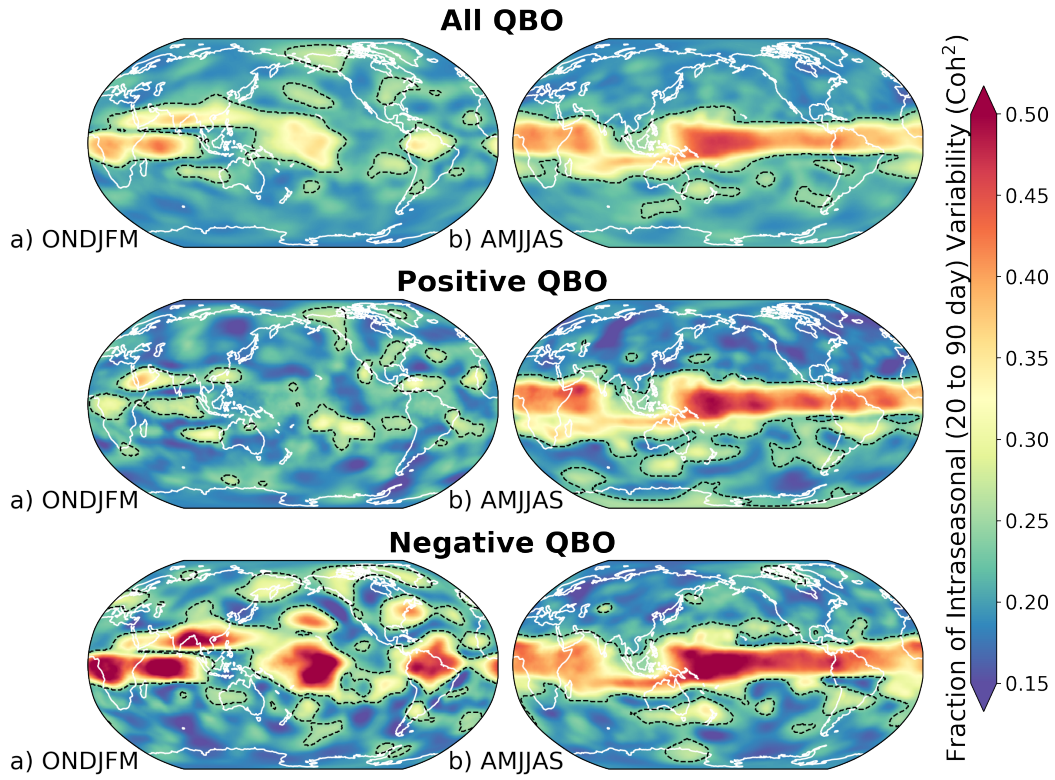 All QBO
a) ONDJFM
b) AMJJAS
Positive QBO
a) ONDJFM
b) AMJJAS
Negative QBO
a) ONDJFM
b) AMJJAS
0.50
0.45
0.40
0.35
0.30
0.25
0.20
0.15
Fraction of Intraseasonal (20 to 90 day) Variability (Coh²)